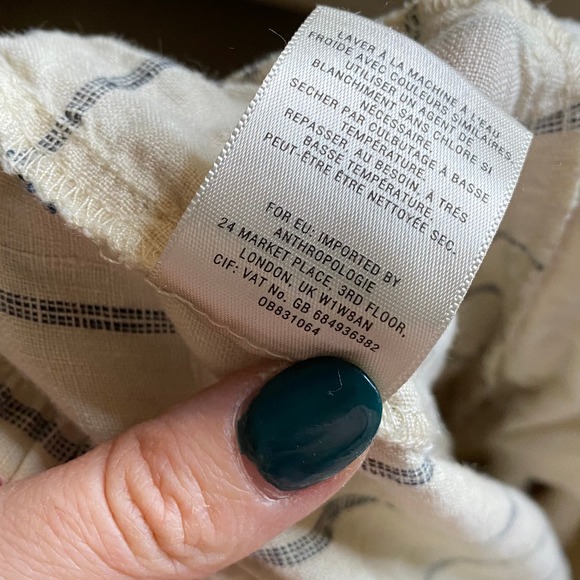 LAVER À LA MACHINE À L'EAU
FROIDE AVEC COULEURS SIMILAIRES.
UTILISER UN AGENT DE
BLANCHIMENT SANS CHLORE SI
NÉCESSAIRE.
SECHER PAR CULBUTAGE À BASSE
TEMPÉRATURE.
REPASSER, AU BESOIN, À TRES
BASSE TEMPÉRATURE.
PEUT-ÊTRE ÊTRE NETTOYÉE SEC.
FOR EU: IMPORTED BY
ANTHROPOLOGIE
24 MARKET PLACE, 3RD FLOOR,
LONDON, UK W1W8AN
CIF: VAT No. GB 684936382
0B831064